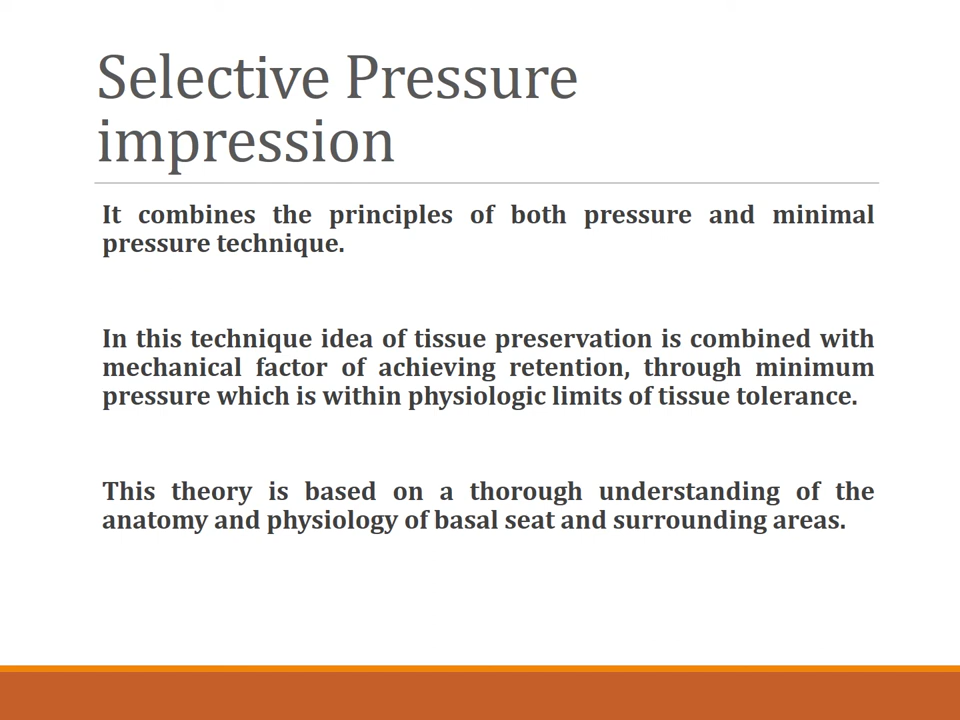 Selective Pressure
impression
It combines the principles of both pressure and minimal
pressure technique.
In this technique idea of tissue preservation is combined with
mechanical factor of achieving retention, through minimum
pressure which is within physiologic limits of tissue tolerance.
This theory is based on a thorough understanding of the
anatomy and physiology of basal seat and surrounding areas.